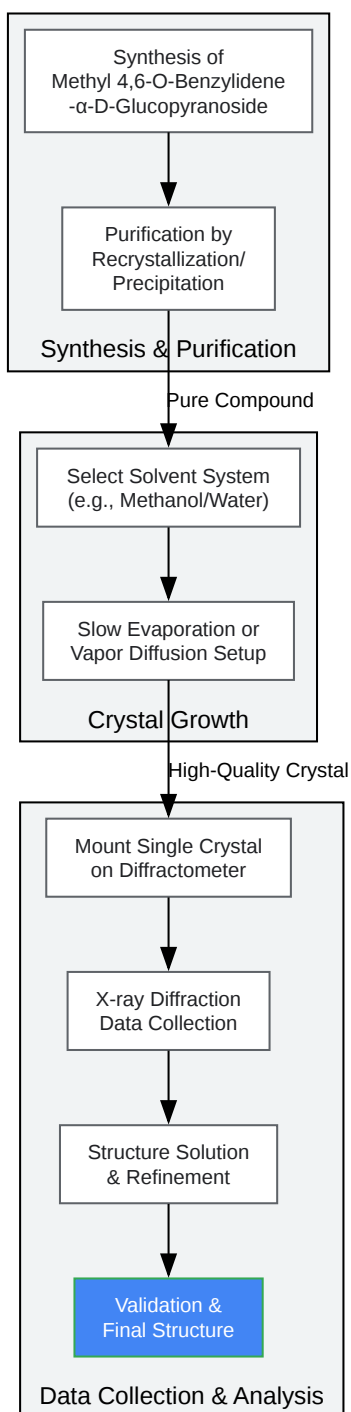 Synthesis of
Methyl 4,6-O-Benzylidene
-α-D-Glucopyranoside
Purification by
Recrystallization/
Precipitation
Synthesis & Purification
Pure Compound
Select Solvent System
(e.g., Methanol/Water)
Slow Evaporation or
Vapor Diffusion Setup
Crystal Growth
High-Quality Crystal
Mount Single Crystal
on Diffractometer
X-ray Diffraction
Data Collection
Structure Solution
& Refinement
Validation &
Final Structure
Data Collection & Analysis